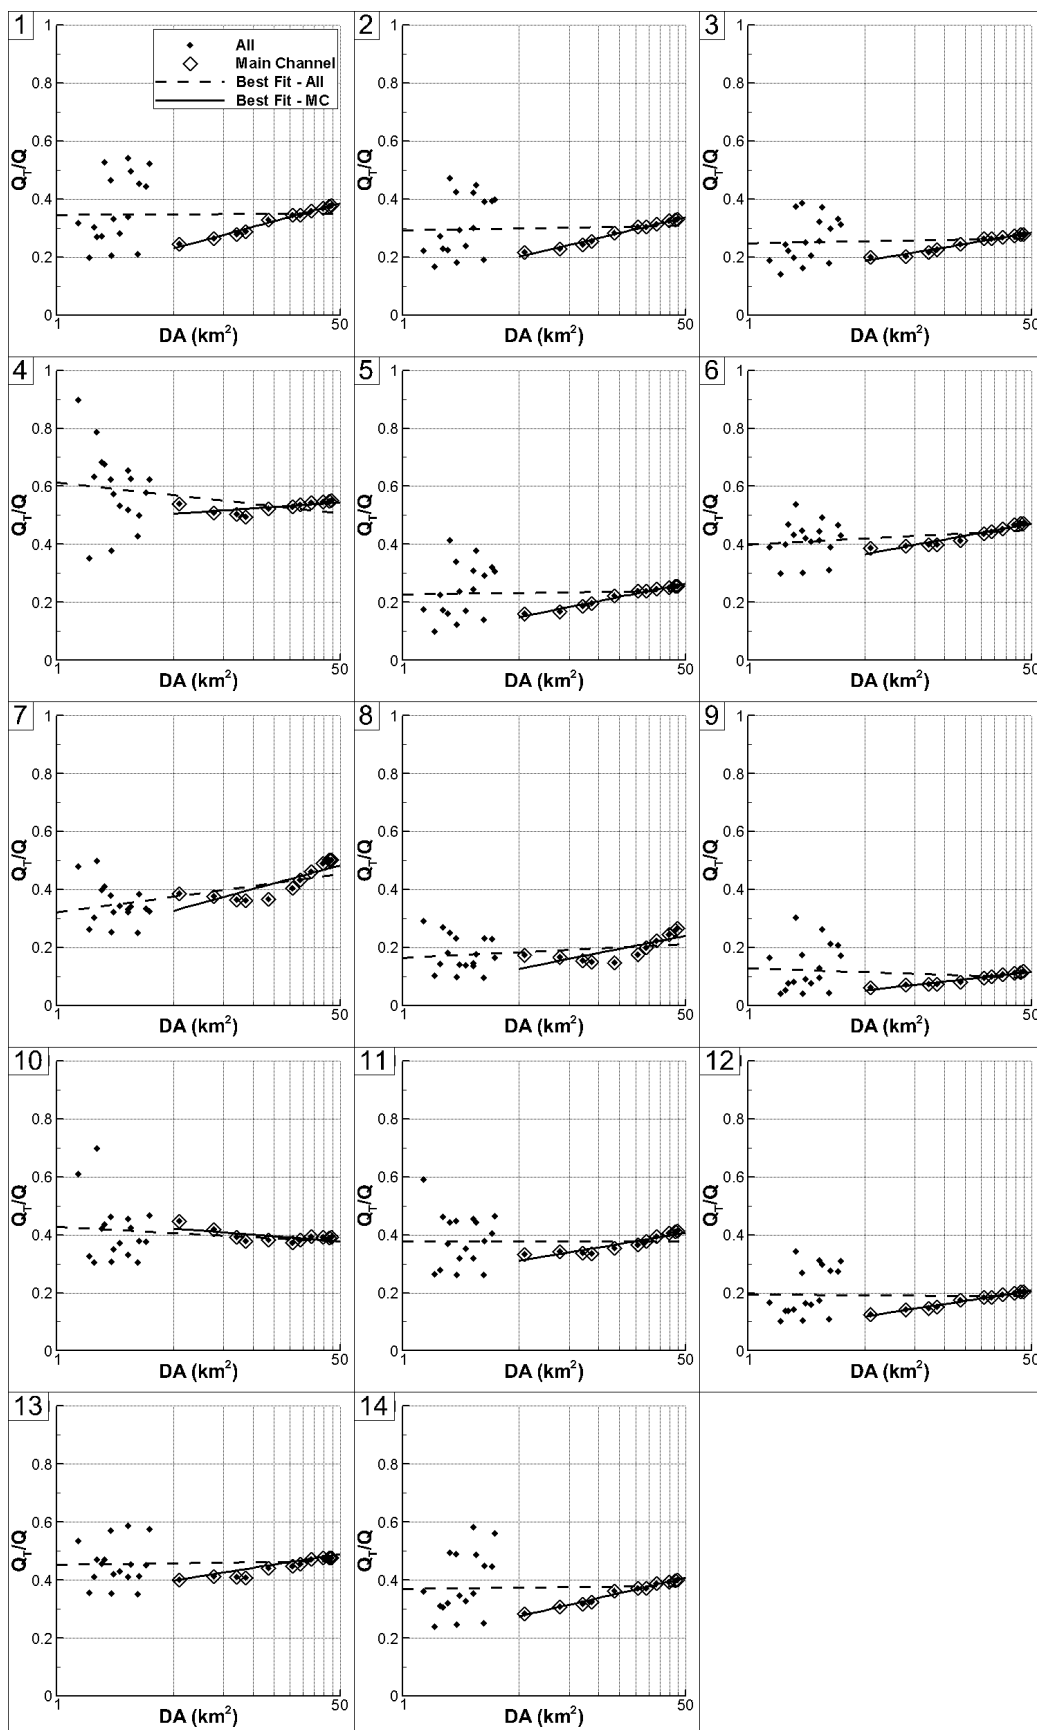 1 2 3
1 1 1
All
Main Channel
Best Fit - All
Best Fit - MC
0.8 0.8 0.8
0.6 0.6 0.6
Q_T/Q Q_T/Q Q_T/Q
0.4 0.4 0.4
0.2 0.2 0.2
0 0 0
1 50 1 50 1 50
DA (km²) DA (km²) DA (km²)
4 5 6
1 1 1
0.8 0.8 0.8
0.6 0.6 0.6
Q_T/Q Q_T/Q Q_T/Q
0.4 0.4 0.4
0.2 0.2 0.2
0 0 0
1 50 1 50 1 50
DA (km²) DA (km²) DA (km²)
7 8 9
1 1 1
0.8 0.8 0.8
0.6 0.6 0.6
Q_T/Q Q_T/Q Q_T/Q
0.4 0.4 0.4
0.2 0.2 0.2
0 0 0
1 50 1 50 1 50
DA (km²) DA (km²) DA (km²)
10 11 12
0.8 0.8 0.8
0.6 0.6 0.6
Q_T/Q Q_T/Q Q_T/Q
0.4 0.4 0.4
0.2 0.2 0.2
0 0 0
1 50 1 50 1 50
DA (km²) DA (km²) DA (km²)
13 14
0.8 0.8
0.6 0.6
Q_T/Q Q_T/Q
0.4 0.4
0.2 0.2
0 0
1 50 1 50
DA (km²) DA (km²)